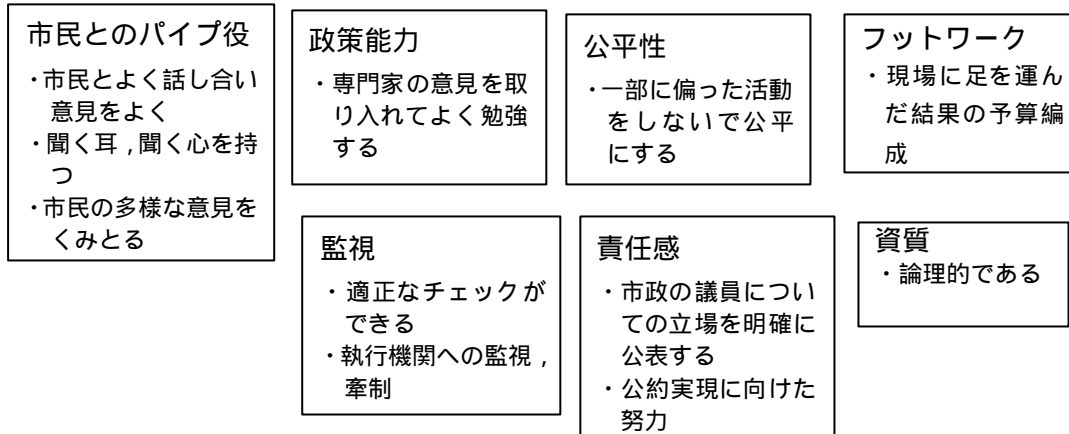 市民とのパイプ役
・市民とよく話し合い
意見をよく
・聞く耳，聞く心を持
つ
・市民の多様な意見を
くみとる
政策能力
・専門家の意見を取
り入れてよく勉強
する
公平性
・一部に偏った活動
をしないで公平
にする
フットワーク
・現場に足を運ん
だ結果の予算編
成
監視
・適正なチェックが
できる
・執行機関への監視，
牽制
責任感
・市政の議員につい
ての立場を明確に
公表する
・公約実現に向けた
努力
資質
・論理的である